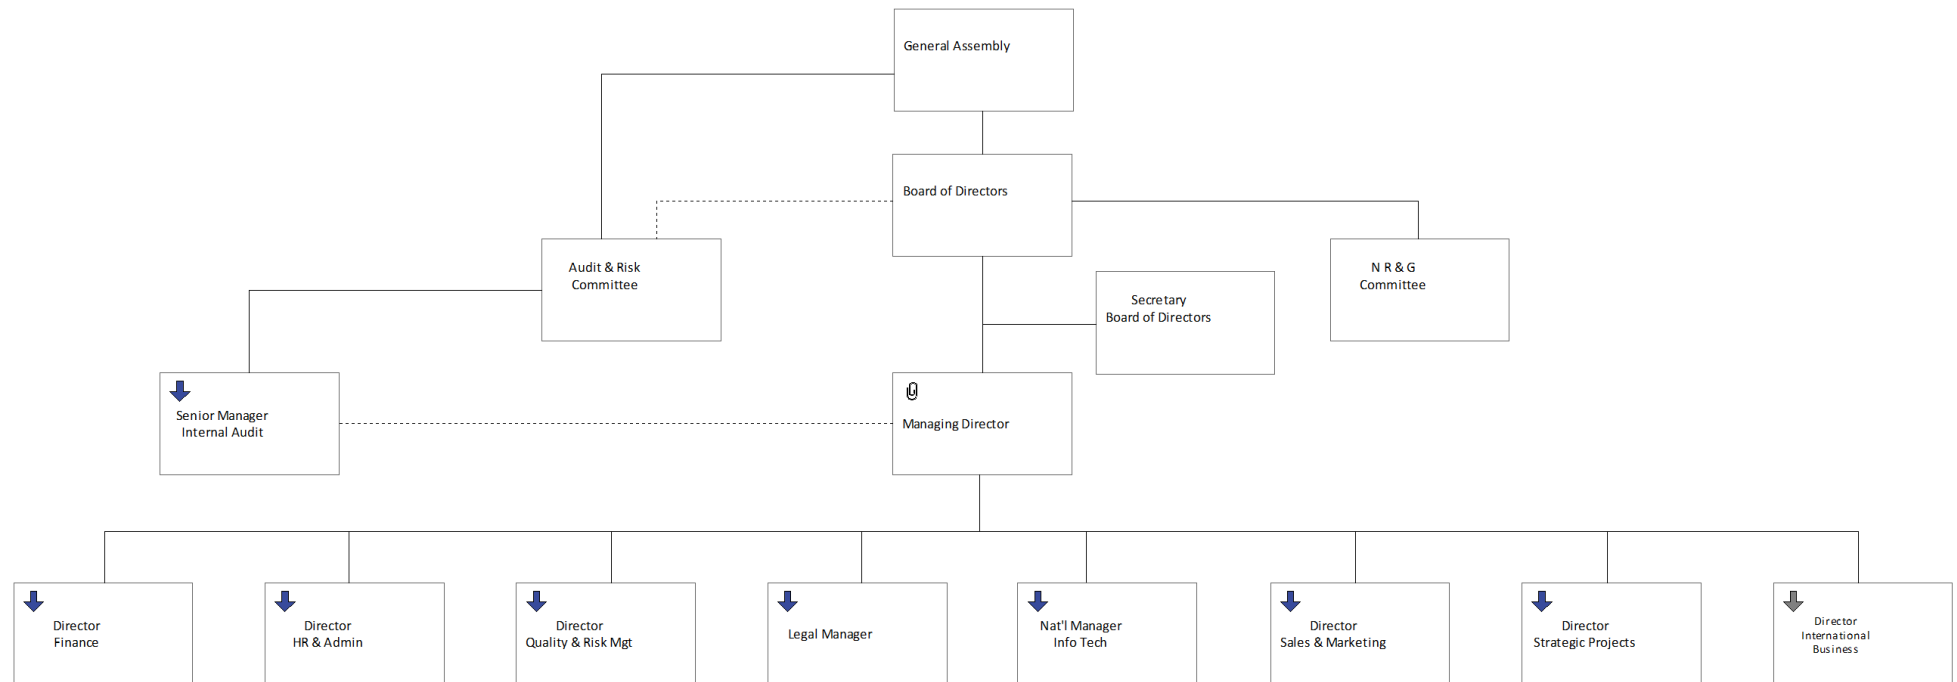 General Assembly
Board of Directors
Audit & Risk
Committee
N R & G
Committee
Secretary
Board of Directors
Senior Manager
Internal Audit
Managing Director
Director
Finance
Director
HR & Admin
Director
Quality & Risk Mgt
Legal Manager
Nat'l Manager
Info Tech
Director
Sales & Marketing
Director
Strategic Projects
Director
International
Business